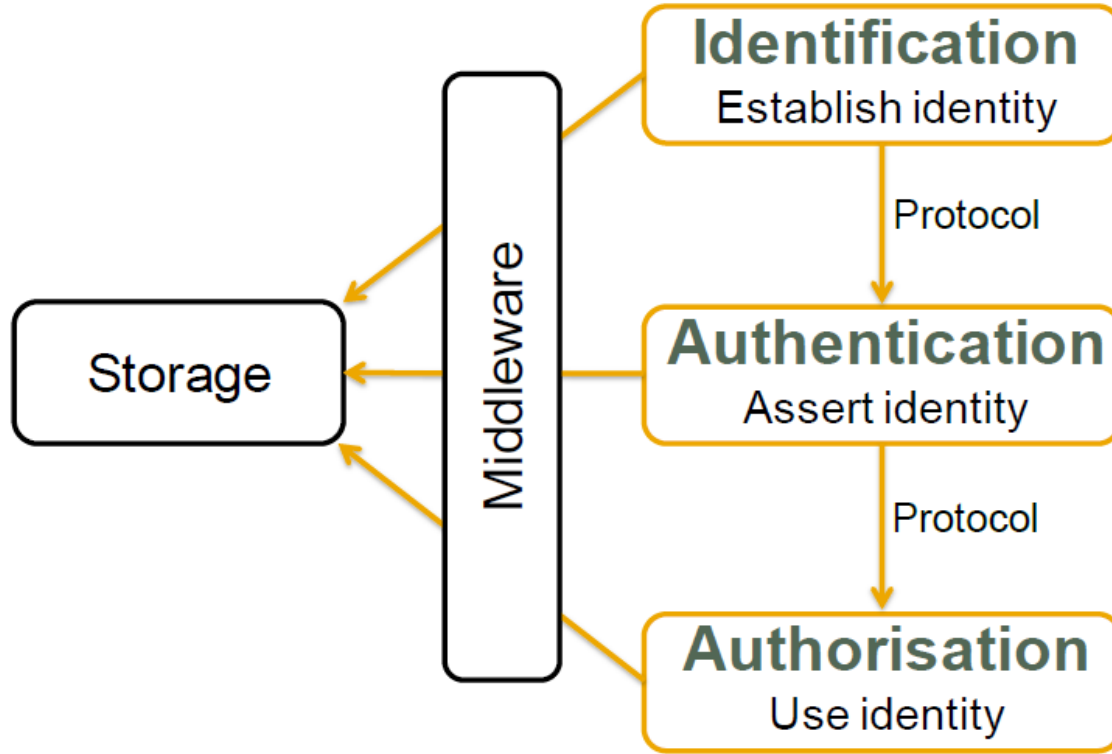 Identification
Establish identity
Protocol
Storage
Middleware
Authentication
Assert identity
Protocol
Authorisation
Use identity